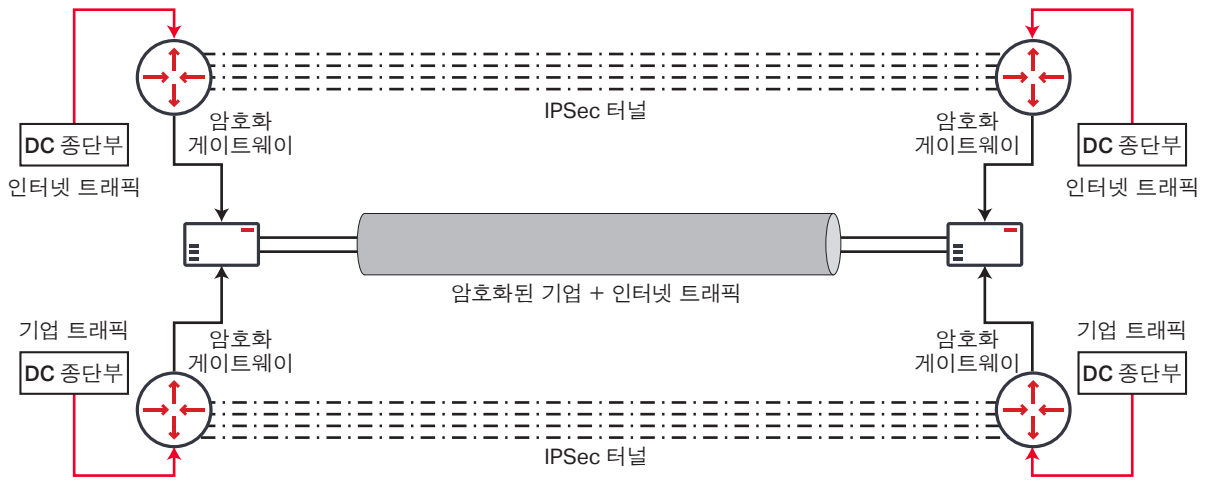 IPSec 터널
암호화
게이트웨이
암호화
게이트웨이
DC 종단부
인터넷 트래픽
DC 종단부
인터넷 트래픽
암호화된 기업 + 인터넷 트래픽
기업 트래픽
DC 종단부
암호화
게이트웨이
암호화
게이트웨이
기업 트래픽
DC 종단부
IPSec 터널